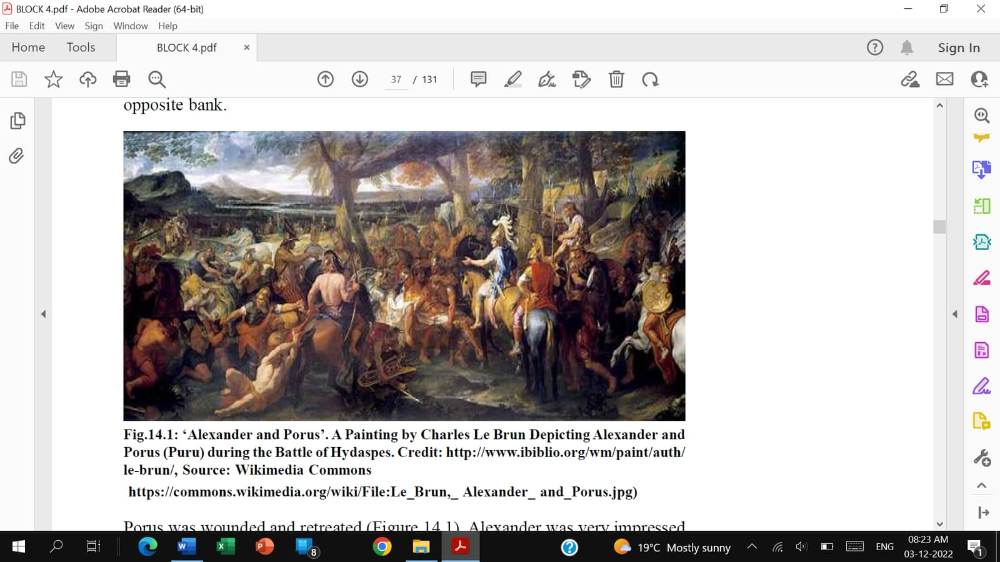 BLOCK 4.pdf - Adobe Acrobat Reader (64-bit)
File Edit View Sign Window Help
Home Tools BLOCK 4.pdf × Sign In
37 / 131
opposite bank.
Fig.14.1: ‘Alexander and Porus’. A Painting by Charles Le Brun Depicting Alexander and
Porus (Puru) during the Battle of Hydaspes. Credit: http://www.ibiblio.org/wm/paint/auth/
le-brun/, Source: Wikimedia Commons
https://commons.wikimedia.org/wiki/File:Le_Brun,_ Alexander_ and_Porus.jpg)
Porus was wounded and retreated (Figure 14.1). Alexander was very impressed
8
19°C Mostly sunny
ENG
08:23 AM
03-12-2022
1